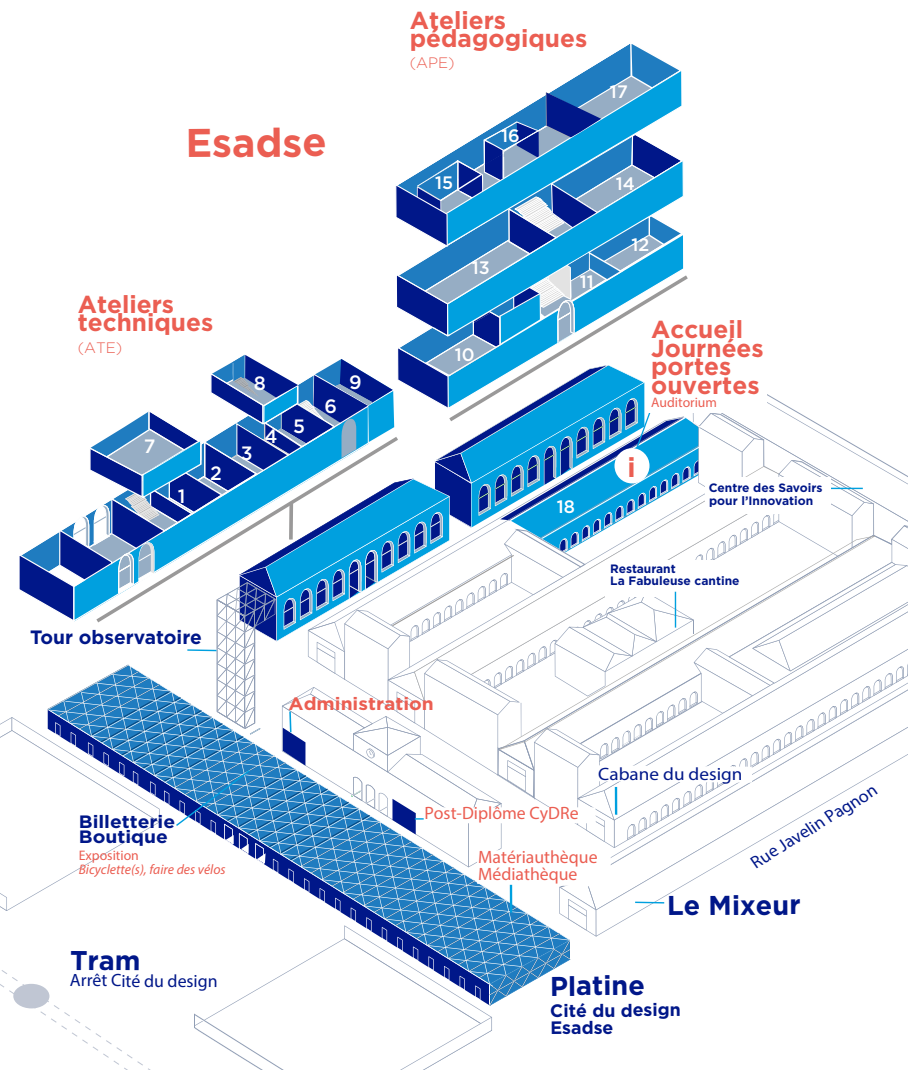 Ateliers
pédagogiques
(APE)
Esadse
17
16
15
14
13
12
11
10
Ateliers
techniques
(ATE)
9
8
7
6
5
4
3
2
1
Accueil
Journées
portes
ouvertes
Auditorium
i
18
Centre des Savoirs
pour l'Innovation
Restaurant
La Fabuleuse cantine
Tour observatoire
Administration
Cabane du design
Post-Diplôme CyDRe
Billetterie
Boutique
Exposition
Bicyclette(s), faire des vélos
Matériauthèque
Médiathèque
Rue Javelin Pagnon
Le Mixeur
Tram
Arrêt Cité du design
Platine
Cité du design
Esadse